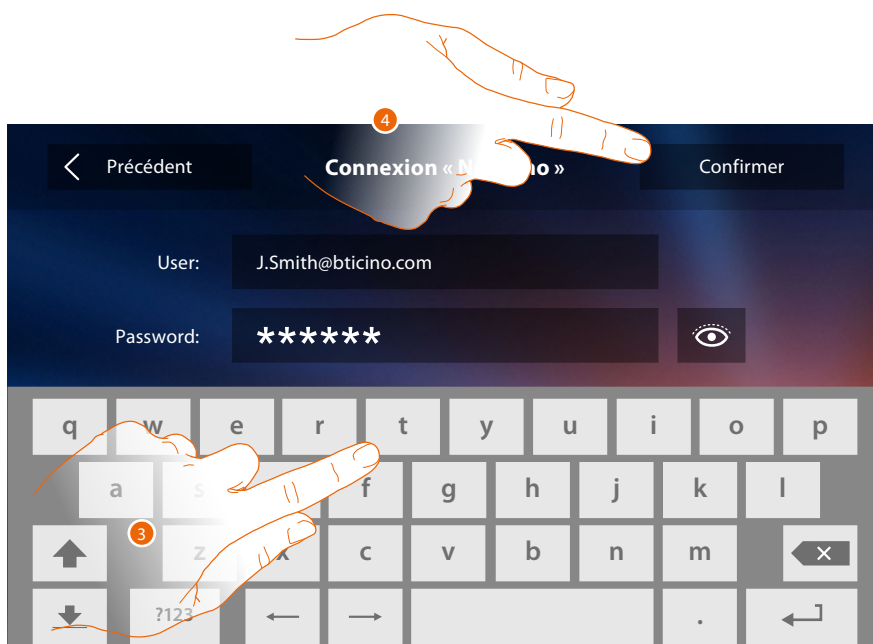 4
Précédent
Connexion « N no »
Confirmer
User:
J.Smith@bticino.com
Password:
******
q w e r t y u i o p
a s f g h j k l
3
z x c v b n m
?123 .